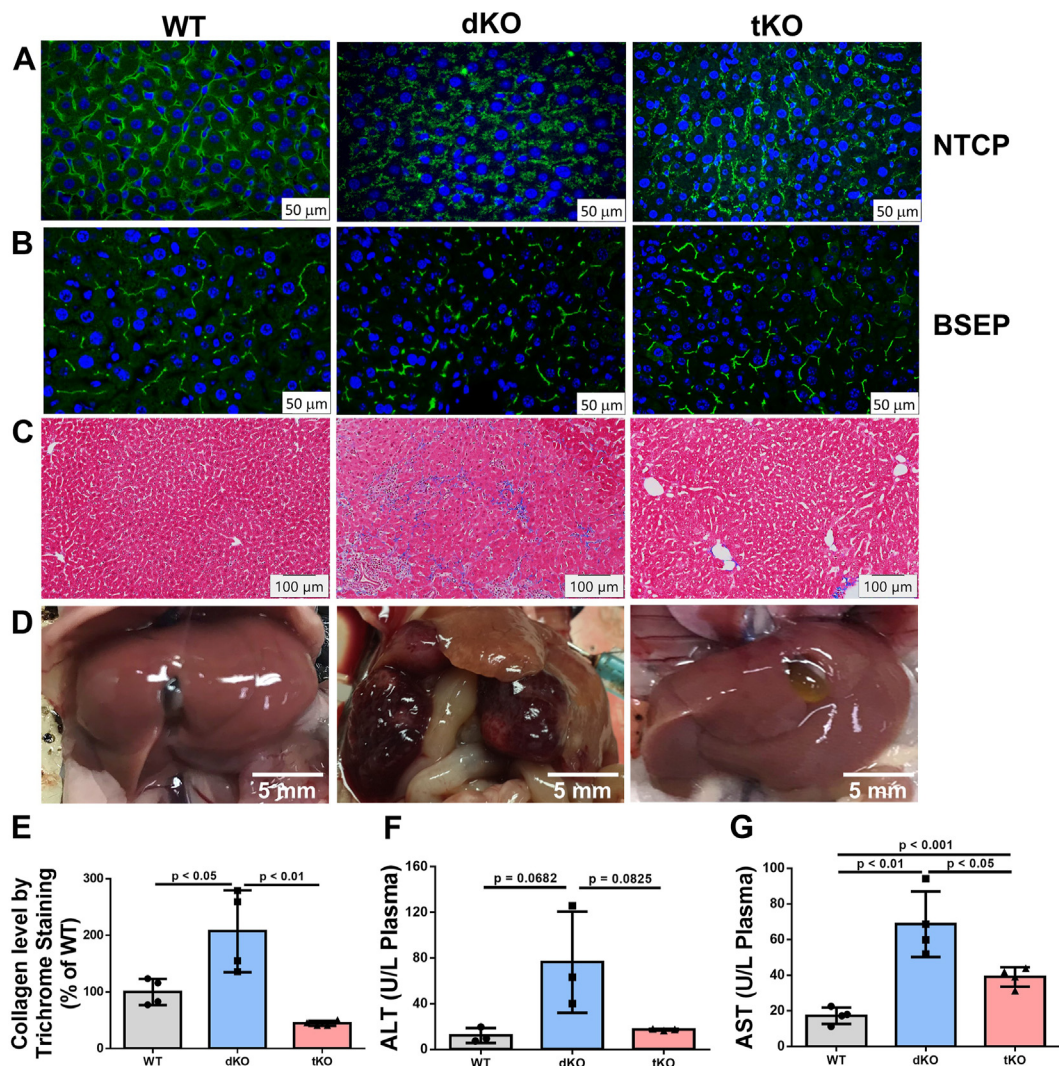 WT dKO tKO
A
NTCP
50 μm 50 μm 50 μm
B
BSEP
50 μm 50 μm 50 μm
C
100 μm 100 μm 100 μm
D
5 mm 5 mm 5 mm
E
Collagen level by
Trichrome Staining
(% of WT)
300
200
100
0
p < 0.05 p < 0.01
WT dKO tKO
F
ALT (U/L Plasma)
160
120
80
40
0
p = 0.0682 p = 0.0825
WT dKO tKO
G
AST (U/L Plasma)
100
80
60
40
20
0
p < 0.001
p < 0.01 p < 0.05
WT dKO tKO